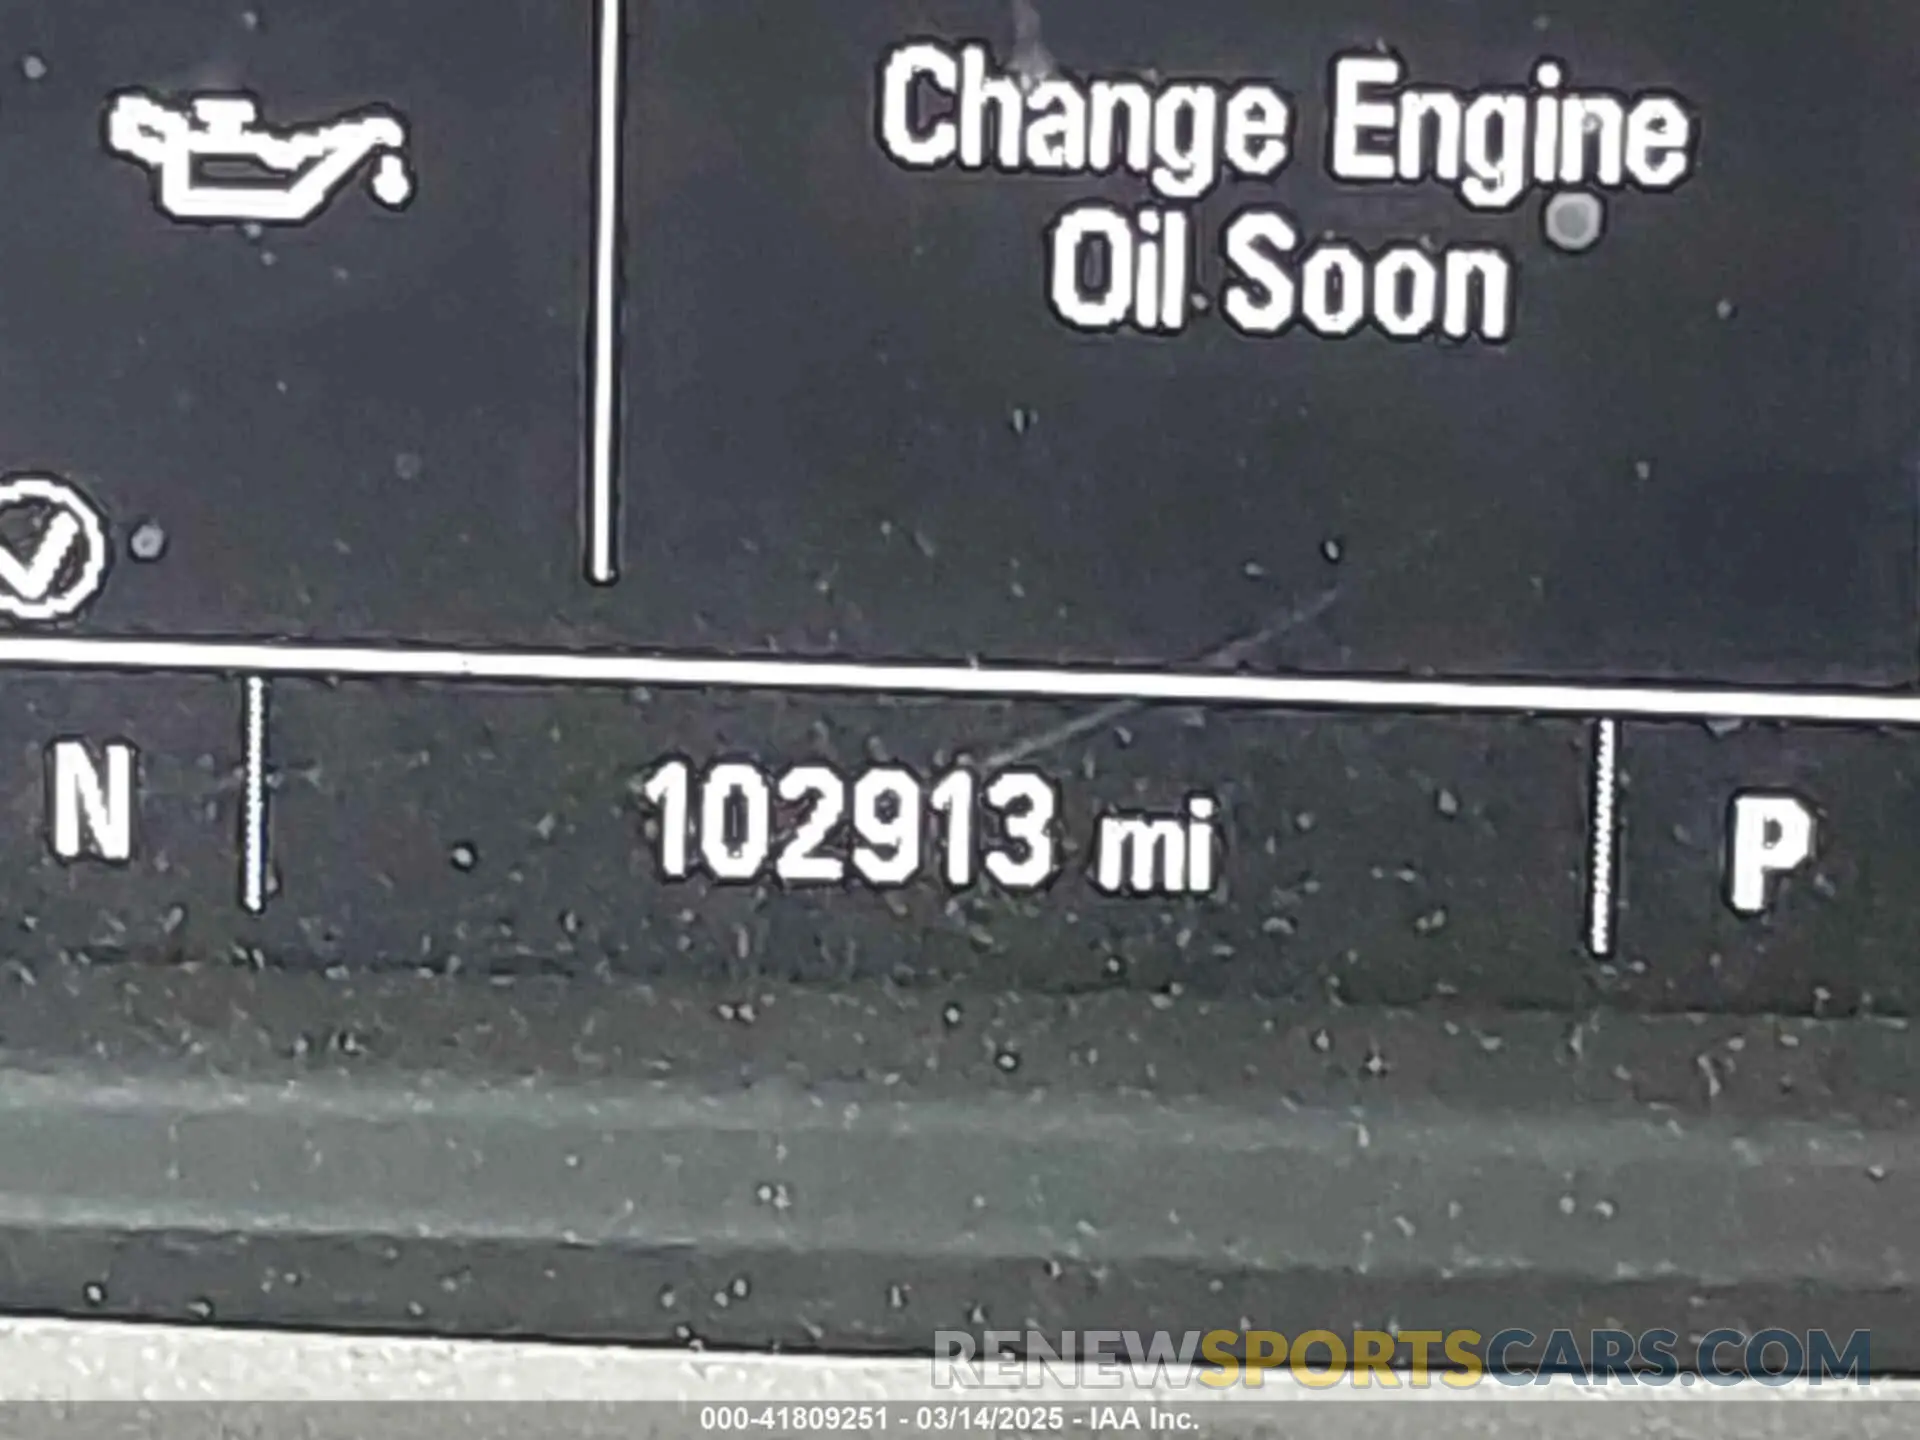 Change Engine
Oil Soon
N 102913 mi P
RENEWSPORTSCARS.COM
000-41809251 - 03/14/2025 - IAA Inc.